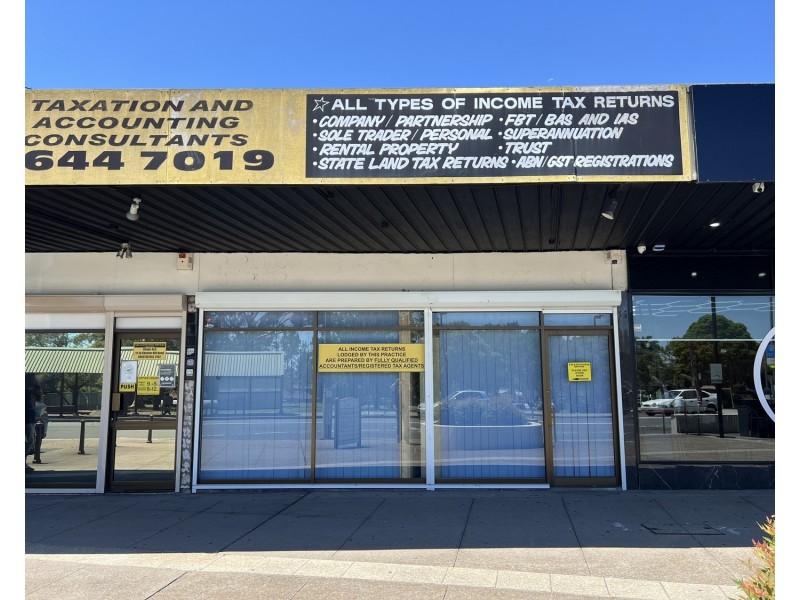 TAXATION AND
ACCOUNTING
CONSULTANTS
644 7019
ALL TYPES OF INCOME TAX RETURNS
• COMPANY / PARTNERSHIP • FBT / BAS AND IAS
• SOLE TRADER / PERSONAL • SUPERANNUATION
• RENTAL PROPERTY • TRUST
• STATE LAND TAX RETURNS • ABN/GST REGISTRATIONS
ALL INCOME TAX RETURNS
LODGED BY THIS PRACTICE
ARE PREPARED BY FULLY QUALIFIED
ACCOUNTANTS/REGISTERED TAX AGENTS
PUSH